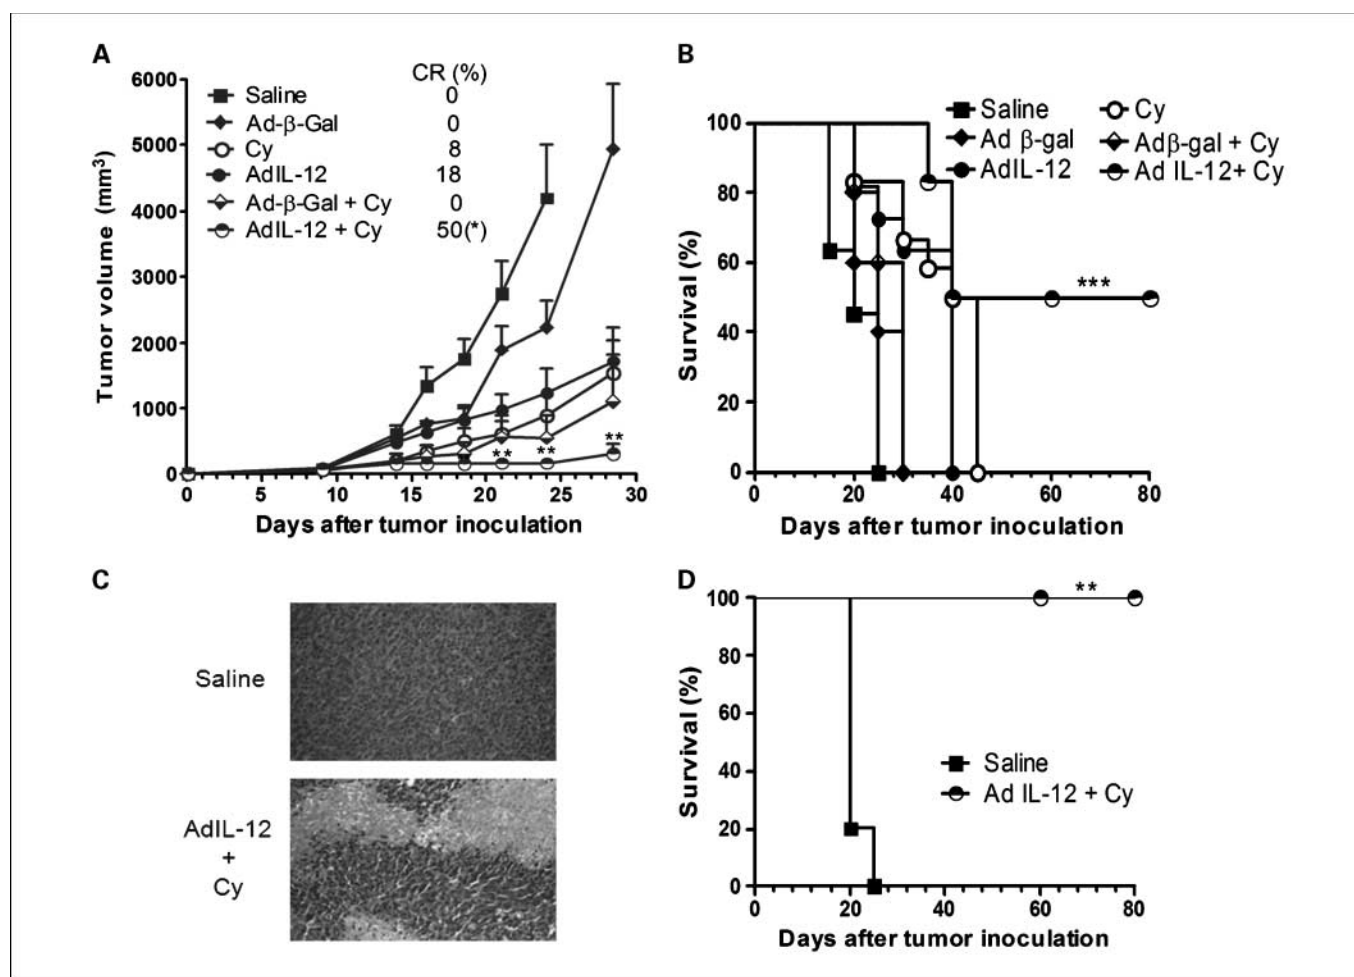 A
CR (%)
Saline 0
Ad-β-Gal 0
Cy 8
AdIL-12 18
Ad-β-Gal + Cy 0
AdIL-12 + Cy 50(*)
6000
5000
4000
3000
2000
1000
0
Tumor volume (mm³)
** ** **
0 5 10 15 20 25 30
Days after tumor inoculation
B
Saline Cy
Ad β-gal Adβ-gal + Cy
AdIL-12 Ad IL-12+ Cy
100
80
60
40
20
0
Survival (%)
***
0 20 40 60 80
Days after tumor inoculation
C
Saline
AdIL-12
+
Cy
D
100
80
60
40
20
0
Survival (%)
**
Saline
Ad IL-12 + Cy
0 20 40 60 80
Days after tumor inoculation